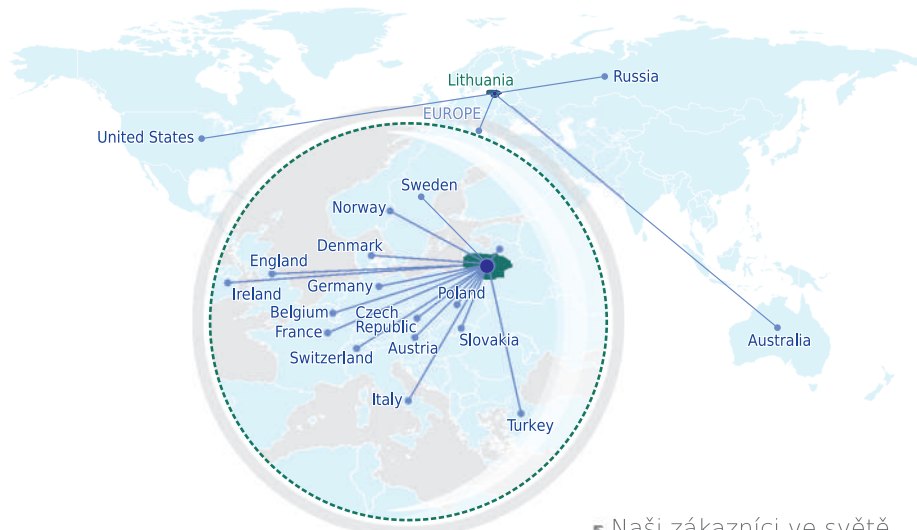 Lithuania
Russia
EUROPE
United States
Sweden
Norway
Denmark
England
Germany
Ireland
Poland
Belgium
Czech
Republic
France
Slovakia
Austria
Switzerland
Australia
Italy
Turkey
Naši zákazníci ve světě